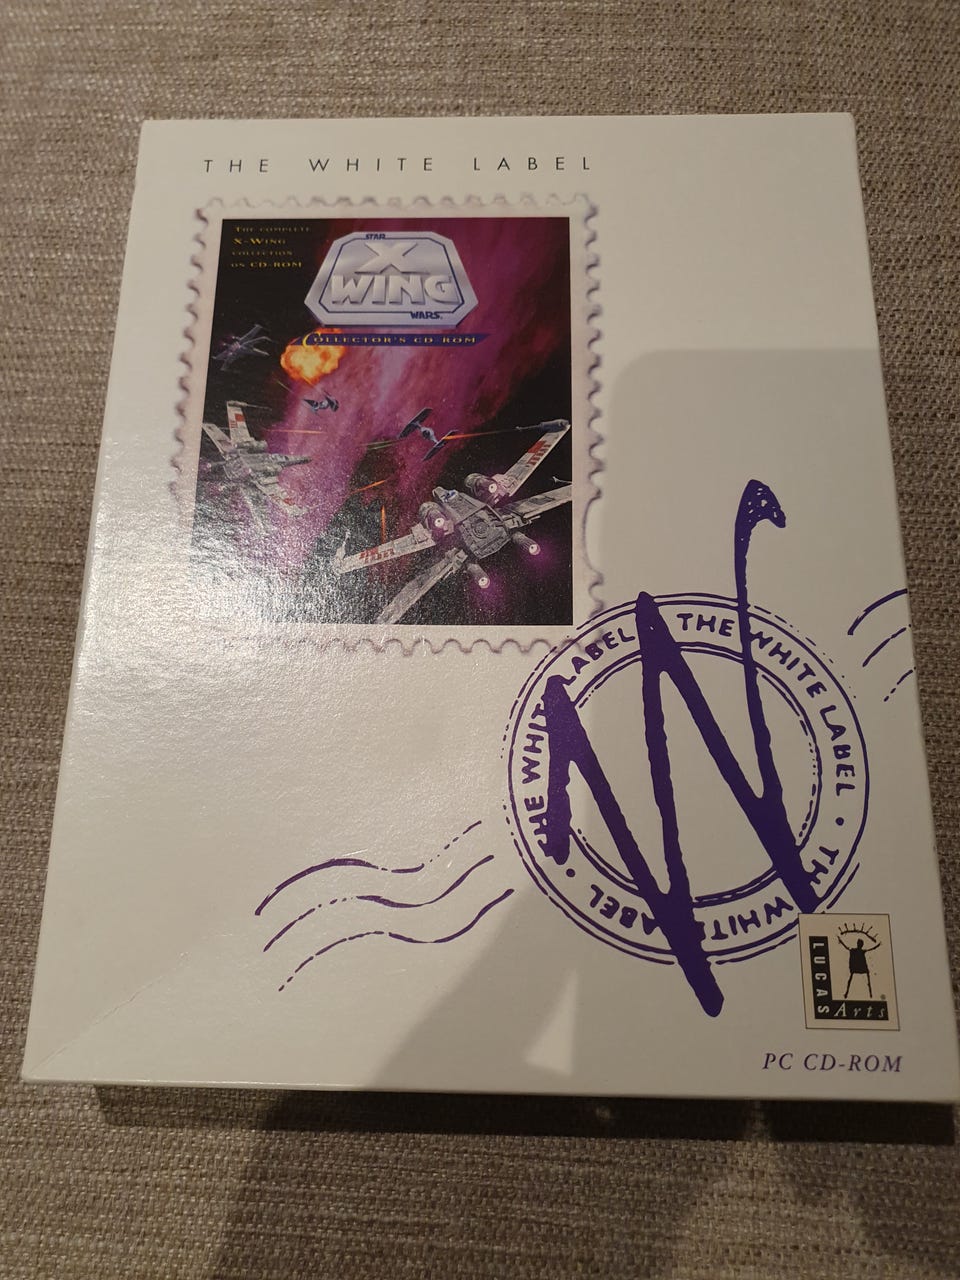 THE WHITE LABEL
THE COMPLETE
X-WING
COLLECTION
ON CD-ROM
STAR
X
WING
WARS.
COLLECTOR'S CD-ROM
THE WHITE LABEL • THE WHITE LABEL • THE WHITE LABEL
LUCAS
Arts
®
PC CD-ROM